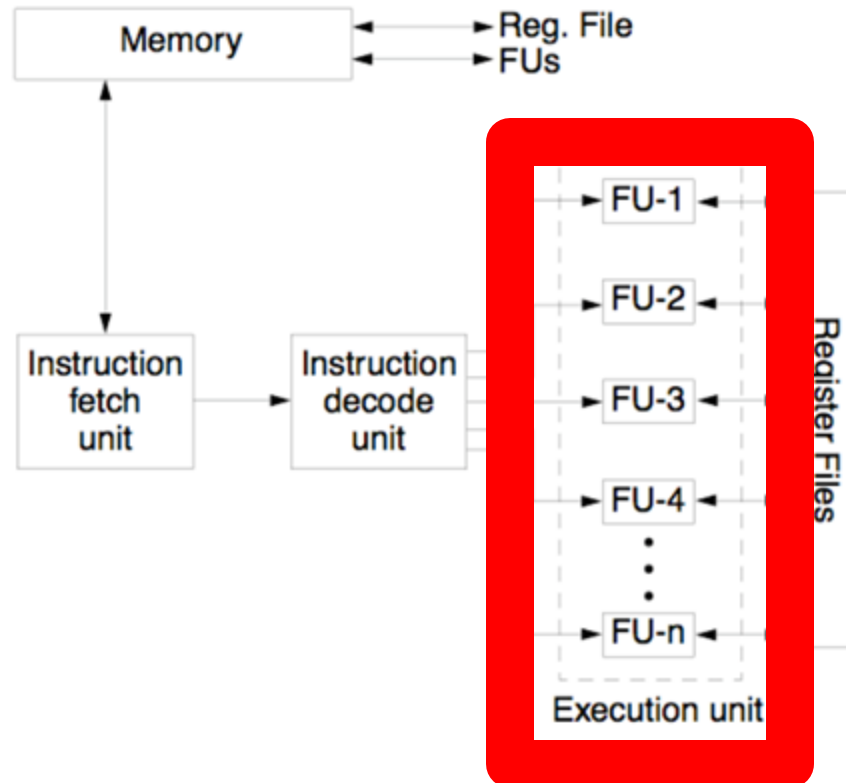 Memory
Reg. File
FUs
Instruction
fetch
unit
Instruction
decode
unit
FU-1
FU-2
FU-3
FU-4
FU-n
Execution unit
Register Files